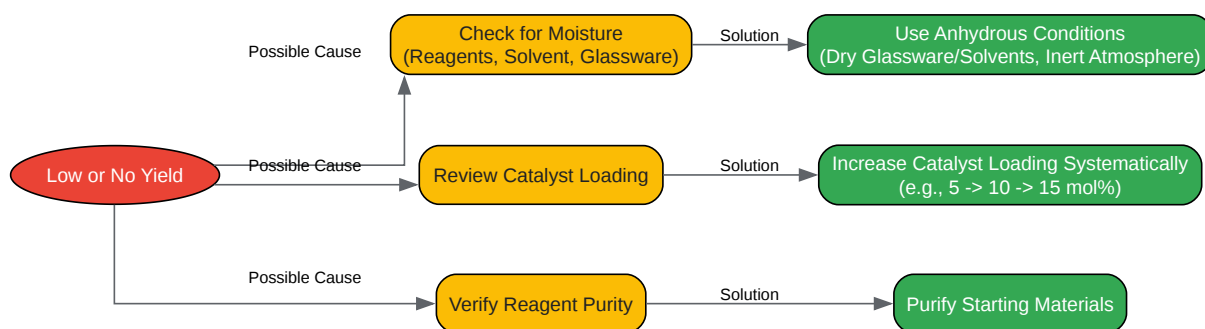 Possible Cause
Check for Moisture
(Reagents, Solvent, Glassware)
Solution
Use Anhydrous Conditions
(Dry Glassware/Solvents, Inert Atmosphere)
Low or No Yield
Possible Cause
Review Catalyst Loading
Solution
Increase Catalyst Loading Systematically
(e.g., 5 -> 10 -> 15 mol%)
Possible Cause
Verify Reagent Purity
Solution
Purify Starting Materials